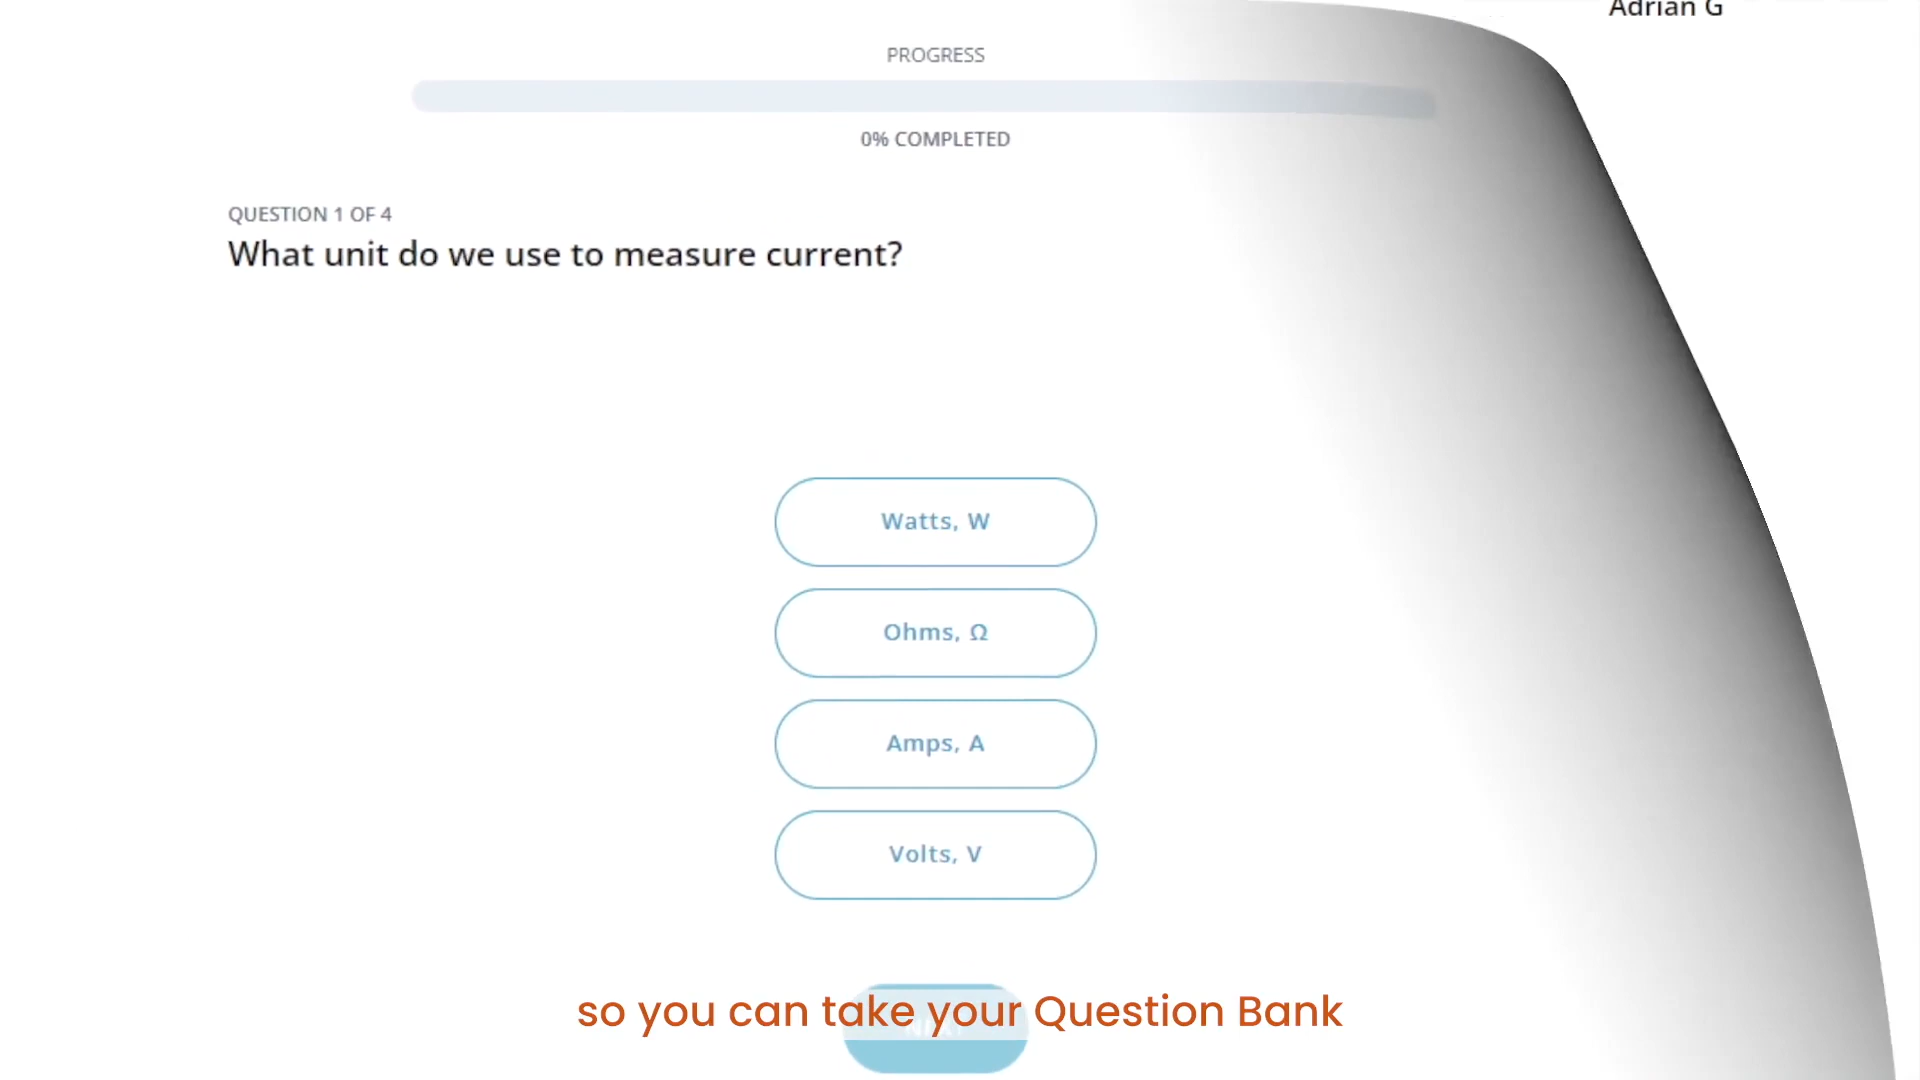 Adrian G
PROGRESS
0% COMPLETED
QUESTION 1 OF 4
What unit do we use to measure current?
Watts, W
Ohms, Ω
Amps, A
Volts, V
so you can take your Question Bank